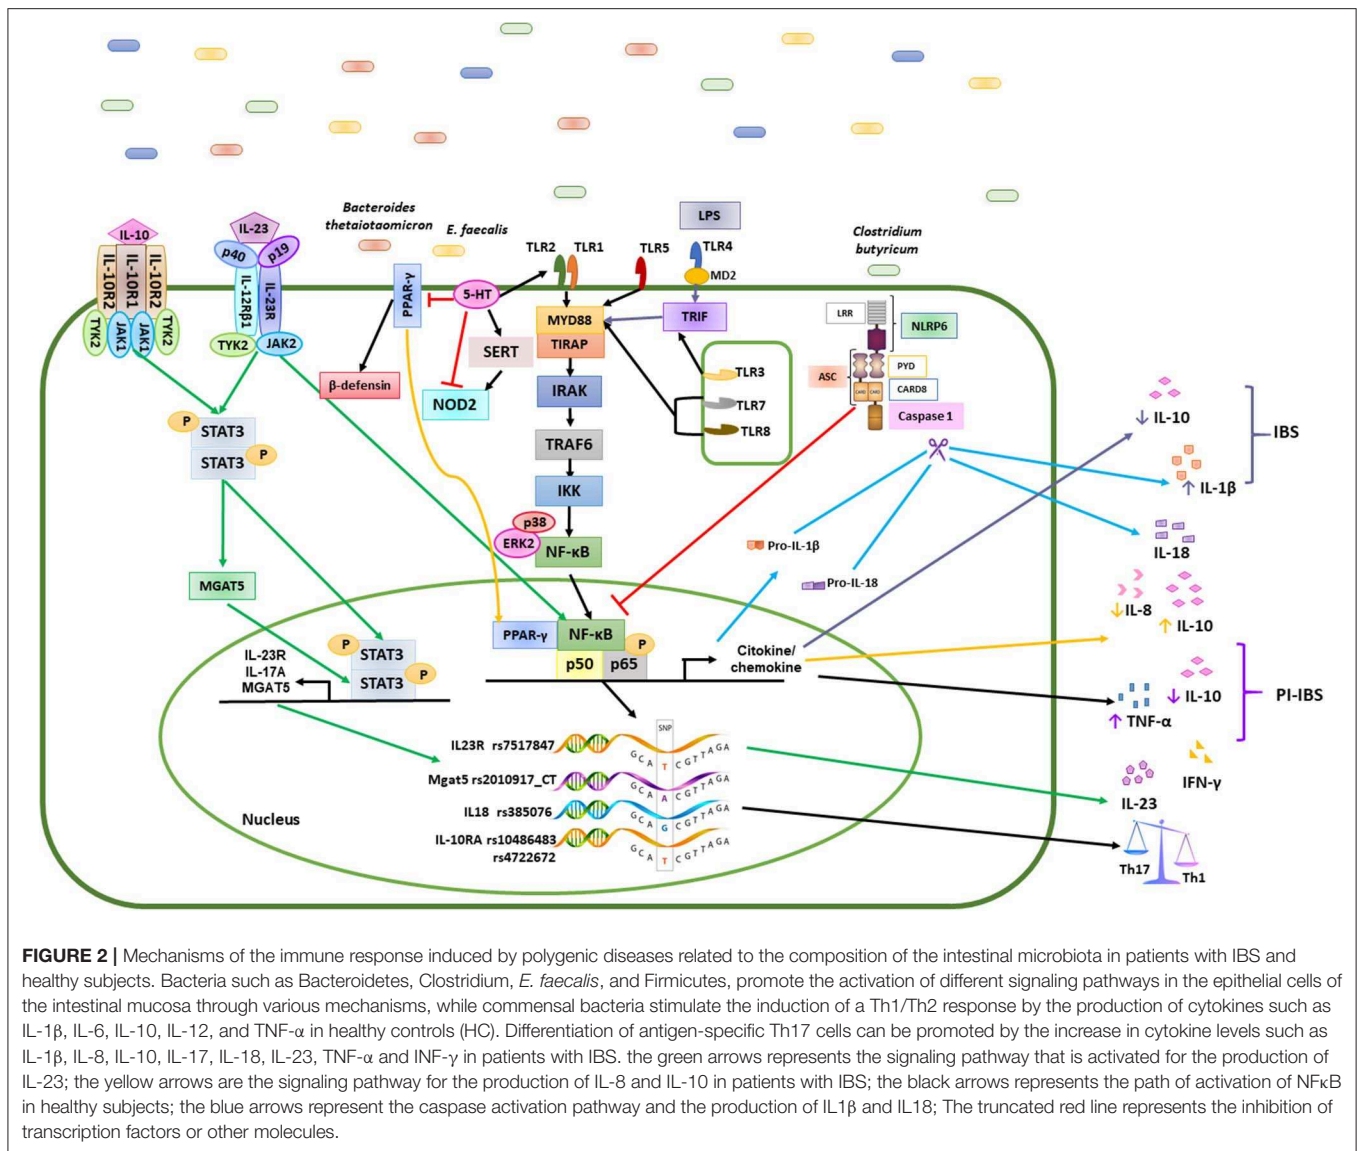 Bacteroides
thetaiotaomicron
E. faecalis
LPS
Clostridium
butyricum
IL-10
IL-10R2
IL-10R1
IL-10R2
TYK2
JAK1
JAK1
TYK2
IL-23
p40
p19
IL-12Rβ1
IL-23R
TYK2
JAK2
PPAR-γ
5-HT
TLR2
TLR1
TLR5
TLR4
MD2
MYD88
TIRAP
TRIF
SERT
β-defensin
NOD2
IRAK
TRAF6
IKK
p38
ERK2
NF-κB
TLR3
TLR7
TLR8
LRR
NLRP6
ASC
PYD
CARD
CARD
CARD8
Caspase 1
P
STAT3
STAT3
P
MGAT5
Pro-IL-1β
Pro-IL-18
P
STAT3
STAT3
P
IL-23R
IL-17A
MGAT5
PPAR-γ
NF-κB
P
p50
p65
Citokine/
chemokine
SNP
IL23R rs7517847
GCA T CGTTAGA
Mgat5 rs2010917_CT
GCA A CGTTAGA
IL18 rs385076
GCA G CGTTAGA
IL-10RA rs10486483
rs4722672
GCA T CGTTAGA
Nucleus
↓ IL-10
IBS
↑ IL-1β
IL-18
↓ IL-8
↑ IL-10
↓ IL-10
PI-IBS
↑ TNF-α
IFN-γ
IL-23
Th17
Th1
FIGURE 2 | Mechanisms of the immune response induced by polygenic diseases related to the composition of the intestinal microbiota in patients with IBS and
healthy subjects. Bacteria such as Bacteroidetes, Clostridium, E. faecalis, and Firmicutes, promote the activation of different signaling pathways in the epithelial cells of
the intestinal mucosa through various mechanisms, while commensal bacteria stimulate the induction of a Th1/Th2 response by the production of cytokines such as
IL-1β, IL-6, IL-10, IL-12, and TNF-α in healthy controls (HC). Differentiation of antigen-specific Th17 cells can be promoted by the increase in cytokine levels such as
IL-1β, IL-8, IL-10, IL-17, IL-18, IL-23, TNF-α and INF-γ in patients with IBS. the green arrows represents the signaling pathway that is activated for the production of
IL-23; the yellow arrows are the signaling pathway for the production of IL-8 and IL-10 in patients with IBS; the black arrows represents the path of activation of NFκB
in healthy subjects; the blue arrows represent the caspase activation pathway and the production of IL1β and IL18; The truncated red line represents the inhibition of
transcription factors or other molecules.